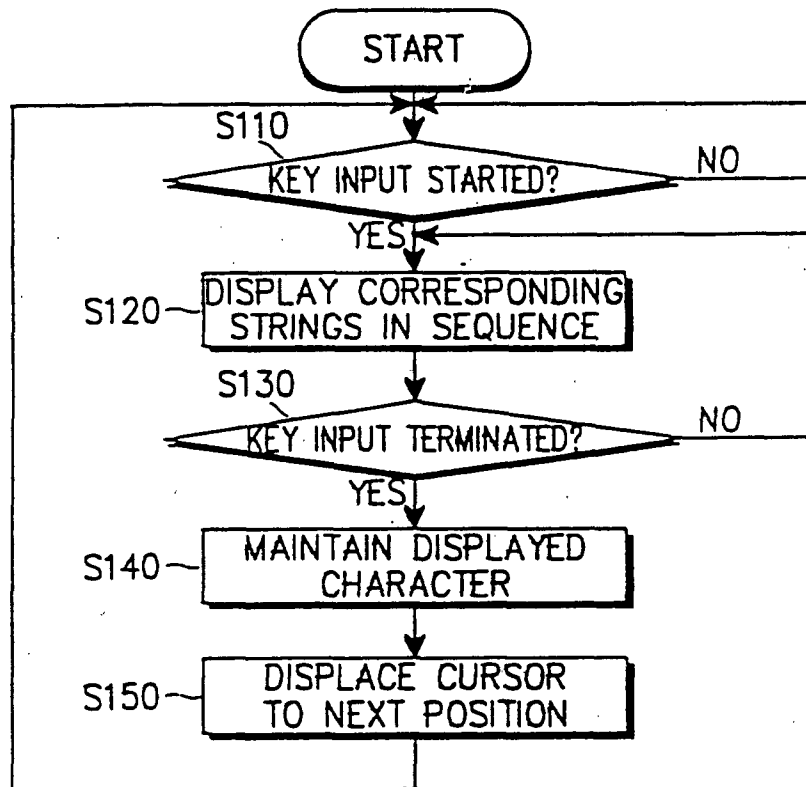 START
S110
KEY INPUT STARTED?
NO
YES
S120
DISPLAY CORRESPONDING
STRINGS IN SEQUENCE
S130
KEY INPUT TERMINATED?
NO
YES
S140
MAINTAIN DISPLAYED
CHARACTER
S150
DISPLACE CURSOR
TO NEXT POSITION